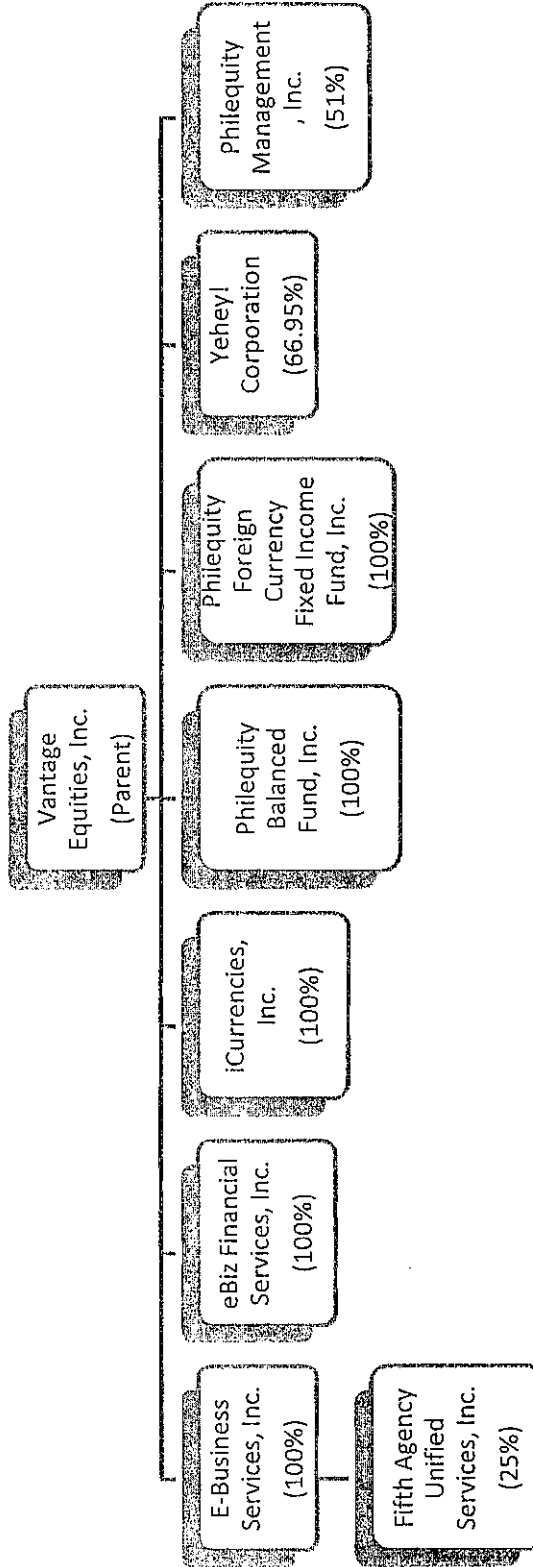 Vantage
Equities, Inc.
(Parent)
E-Business
Services, Inc.
(100%)
eBiz Financial
Services, Inc.
(100%)
iCurrencies,
Inc.
(100%)
Philequity
Balanced
Fund, Inc.
(100%)
Philequity
Foreign
Currency
Fixed Income
Fund, Inc.
(100%)
Yehey!
Corporation
(66.95%)
Philequity
Management
, Inc.
(51%)
Fifth Agency
Unified
Services, Inc.
(25%)